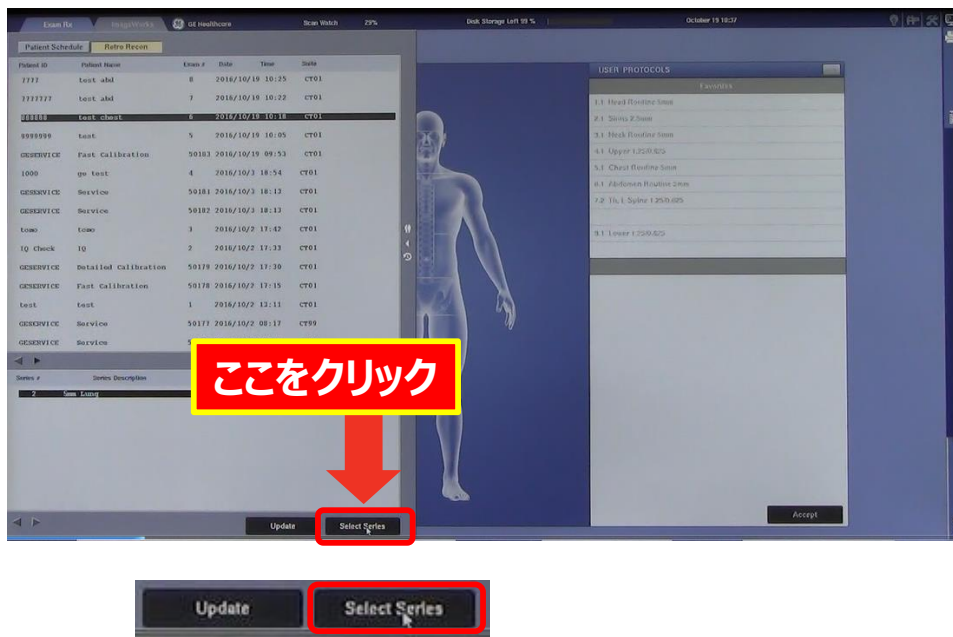 Exam Rx ImageWorks GE Healthcare Scan Watch 29% Disk Storage Left 99 % October 19 10:37
Patient Schedule Retro Recon
Patient ID Patient Name Exam # Date Time Suite
???? test abd 8 2016/10/19 10:25 CT01
??????? test abd 7 2016/10/19 10:22 CT01
888888 test chest 6 2016/10/19 10:18 CT01
9999999 test 5 2016/10/19 10:05 CT01
GESERVICE Fast Calibration 50183 2016/10/19 09:53 CT01
1000 ge test 4 2016/10/3 18:54 CT01
GESERVICE Service 50181 2016/10/3 18:13 CT01
GESERVICE Service 50182 2016/10/3 18:13 CT01
tomo tomo 3 2016/10/2 17:42 CT01
IQ Check IQ 2 2016/10/2 17:33 CT01
GESERVICE Detailed Calibration 50179 2016/10/2 17:30 CT01
GESERVICE Fast Calibration 50178 2016/10/2 17:15 CT01
test test 1 2016/10/2 13:11 CT01
GESERVICE Service 50177 2016/10/2 08:17 CT99
GESERVICE Service
Series # Series Description
2 5mm Lung
ここをクリック
Update Select Series
USER PROTOCOLS
Favorites
1.1 Head Routine 5mm
2.1 Sinus 2.5mm
3.1 Neck Routine 5mm
4.1 Upper 1.25/0.625
5.1 Chest Routine 5mm
6.1 Abdomen Routine 5mm
7.2 Th, L Spine 1.25/0.625
9.1 Lower 1.25/0.625
Accept
Update Select Series